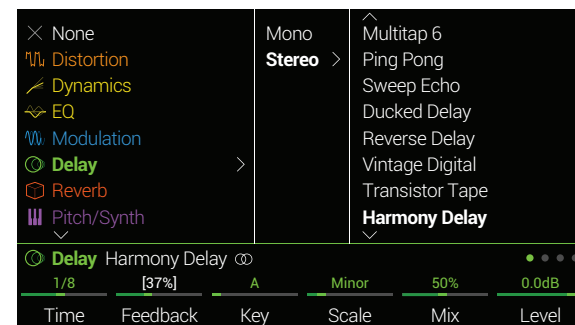 None
Distortion
Dynamics
EQ
Modulation
Delay
Reverb
Pitch/Synth
Mono
Stereo
Multitap 6
Ping Pong
Sweep Echo
Ducked Delay
Reverse Delay
Vintage Digital
Transistor Tape
Harmony Delay
Delay Harmony Delay
1/8 [37%] A Minor 50% 0.0dB
Time Feedback Key Scale Mix Level